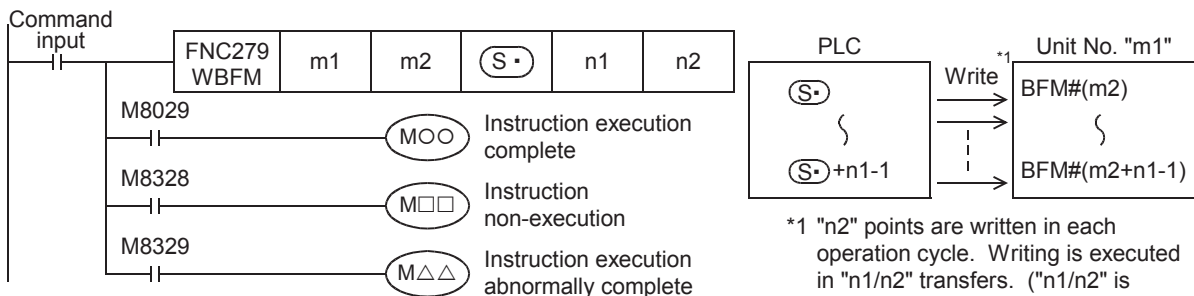 Command
input
FNC279
WBFM
m1
m2
S·
n1
n2
M8029
M○○
Instruction execution
complete
M8328
M□□
Instruction
non-execution
M8329
M△△
Instruction execution
abnormally complete
PLC
S·
S·+n1-1
Write
*1
Unit No. "m1"
BFM#(m2)
BFM#(m2+n1-1)
*1 "n2" points are written in each
operation cycle. Writing is executed
in "n1/n2" transfers. ("n1/n2" is